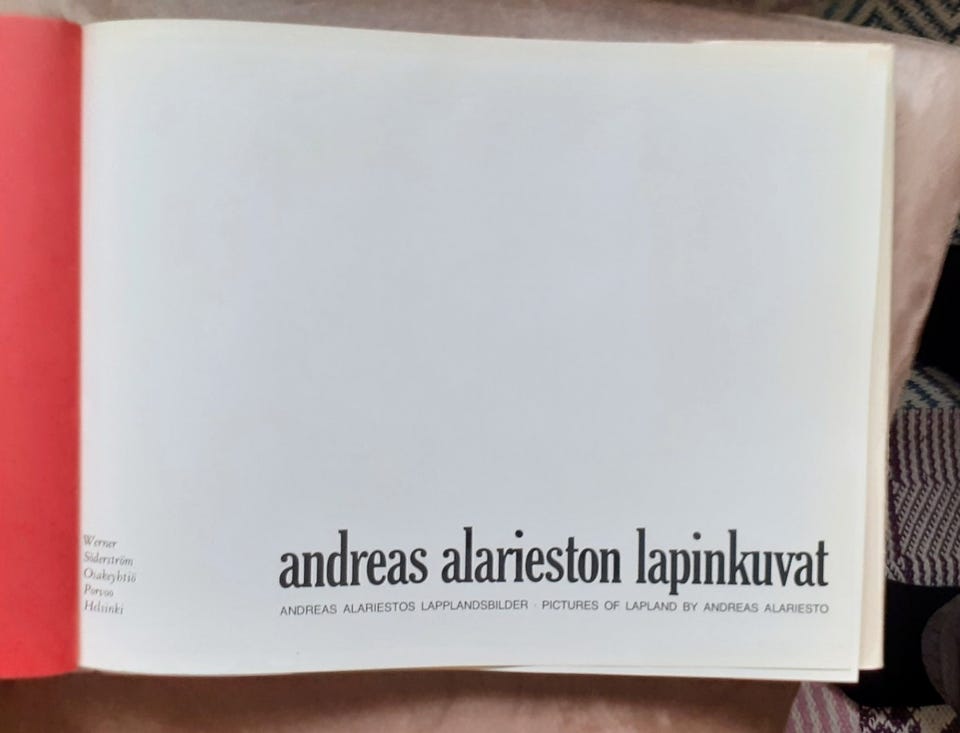 Werner
Söderström
Osakeyhtiö
Porvoo
Helsinki
andreas alarieston lapinkuvat
ANDREAS ALARIESTOS LAPPLANDSBILDER · PICTURES OF LAPLAND BY ANDREAS ALARIESTO